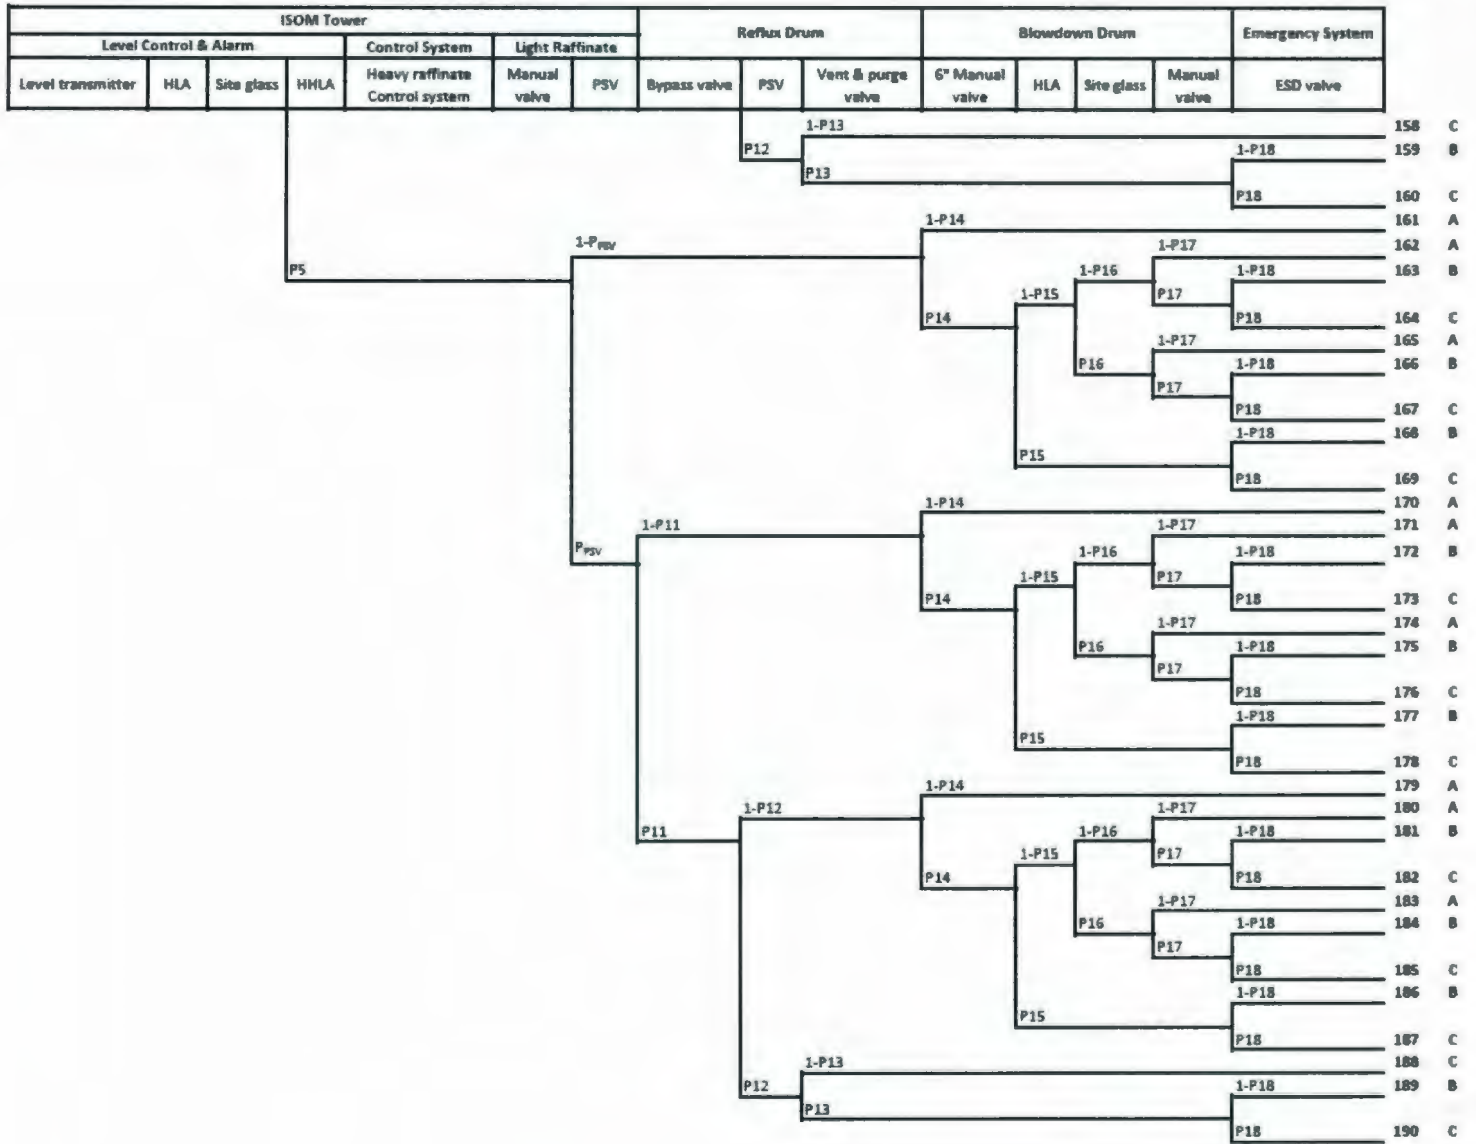 ISOM Tower Reflux Drum Blowdown Drum Emergency System
Level Control & Alarm Control System Light Raffinate
Level transmitter HLA Site glass HHLA Heavy raffinate Control system Manual valve PSV Bypass valve PSV Vent & purge valve 6" Manual valve HLA Site glass Manual valve ESD valve
1-P13 158 C
P12 1-P18 159 B
P13
P18 160 C
1-P14 161 A
1-PPSV 1-P17 162 A
P5 1-P16 1-P18 163 B
1-P15 P17
P14 P18 164 C
1-P17 165 A
P16 1-P18 166 B
P17
P18 167 C
1-P18 168 B
P15
P18 169 C
1-P14 170 A
1-P11 1-P17 171 A
PPSV 1-P16 1-P18 172 B
1-P15 P17
P14 P18 173 C
1-P17 174 A
P16 1-P18 175 B
P17
P18 176 C
1-P18 177 B
P15
P18 178 C
1-P14 179 A
1-P12 1-P17 180 A
P11 1-P16 1-P18 181 B
1-P15 P17
P14 P18 182 C
1-P17 183 A
P16 1-P18 184 B
P17
P18 185 C
1-P18 186 B
P15
P18 187 C
1-P13 188 C
P12 1-P18 189 B
P13
P18 190 C